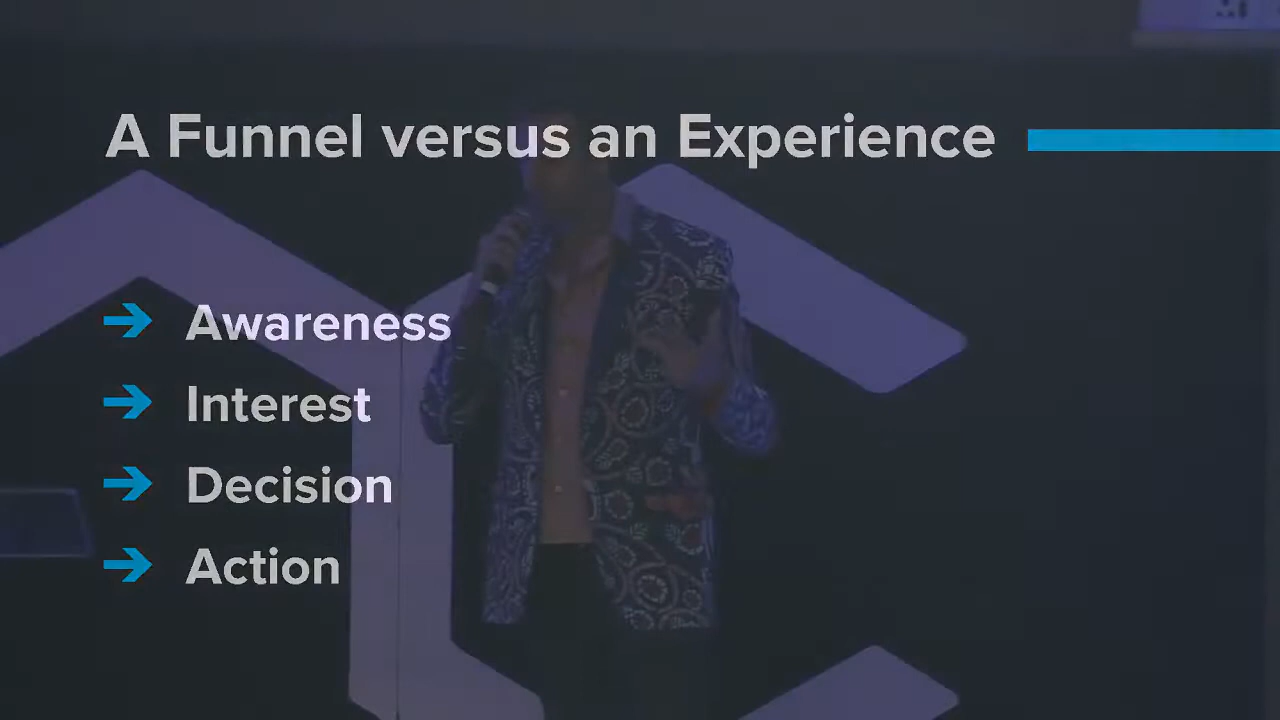 A Funnel versus an Experience
Awareness
Interest
Decision
Action